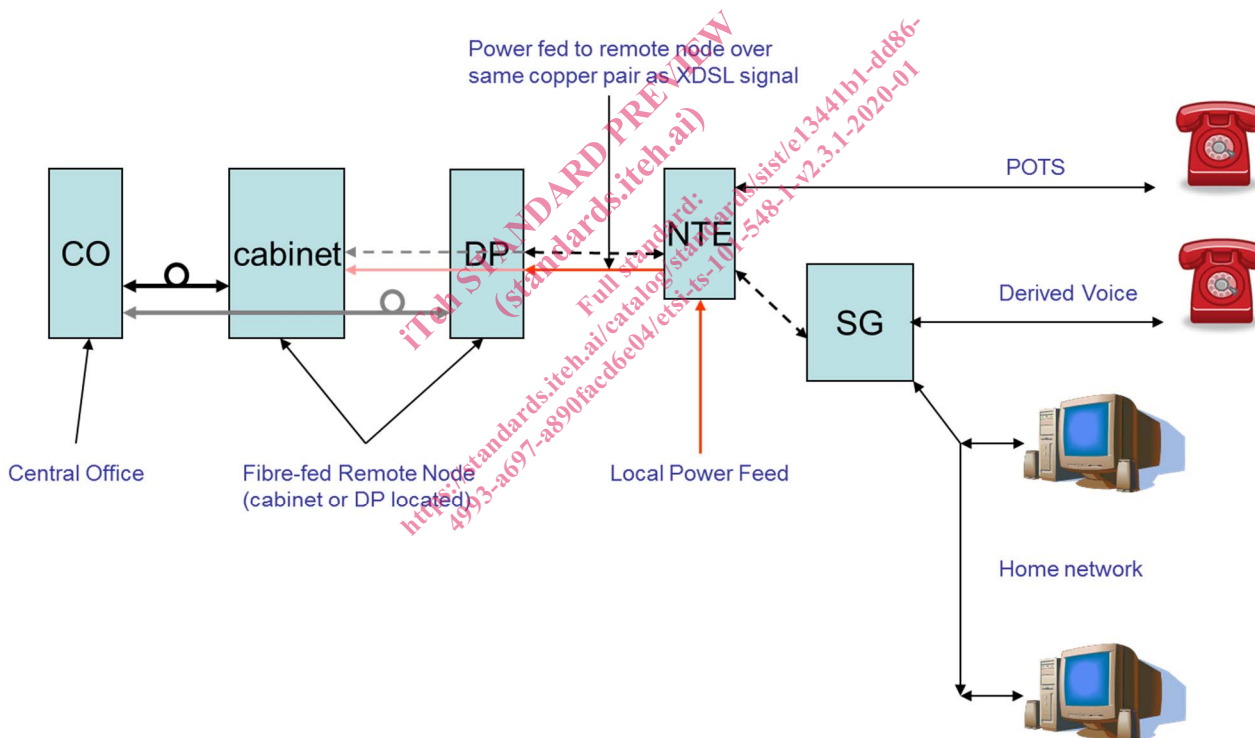 Power fed to remote node over
same copper pair as XDSL signal
POTS
CO
cabinet
DP
NTE
SG
Derived Voice
Central Office
Fibre-fed Remote Node
(cabinet or DP located)
Local Power Feed
Home network
iTeh STANDARD PREVIEW
(standards.iteh.ai)
Full standard:
https://standards.iteh.ai/catalog/standards/sist/e13441b1-dd86-
4993-a697-a890facd6e04/etsi-ts-101-548-1-v2.3.1-2020-01